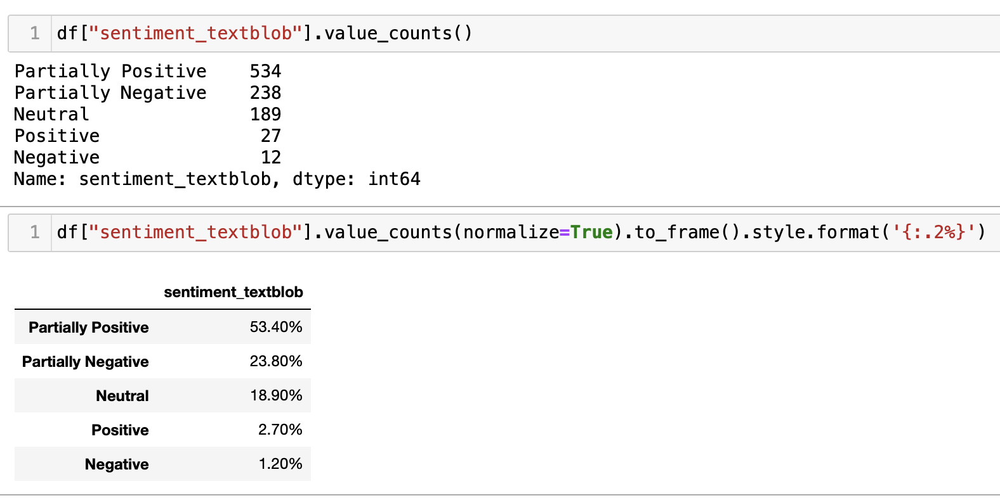 1 df["sentiment_textblob"].value_counts()
Partially Positive    534
Partially Negative    238
Neutral               189
Positive               27
Negative               12
Name: sentiment_textblob, dtype: int64
1 df["sentiment_textblob"].value_counts(normalize=True).to_frame().style.format('{:.2%}')
sentiment_textblob
Partially Positive 53.40%
Partially Negative 23.80%
Neutral 18.90%
Positive 2.70%
Negative 1.20%